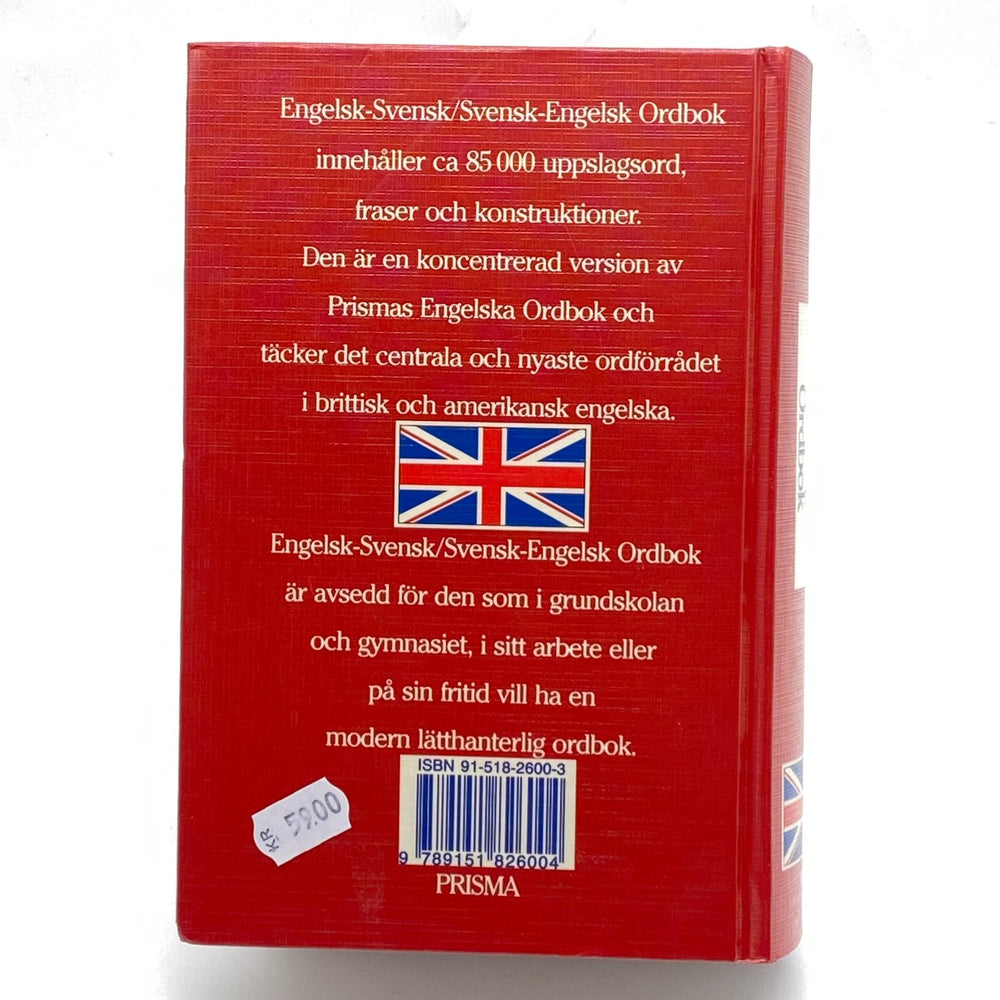 Engelsk-Svensk/Svensk-Engelsk Ordbok
innehåller ca 85 000 uppslagsord,
fraser och konstruktioner.
Den är en koncentrerad version av
Prismas Engelska Ordbok och
täcker det centrala och nyaste ordförrådet
i brittisk och amerikansk engelska.
Engelsk-Svensk/Svensk-Engelsk Ordbok
är avsedd för den som i grundskolan
och gymnasiet, i sitt arbete eller
på sin fritid vill ha en
modern lätthanterlig ordbok.
ISBN 91-518-2600-3
9 789151 826004
PRISMA
KR 59.00
Ordbok